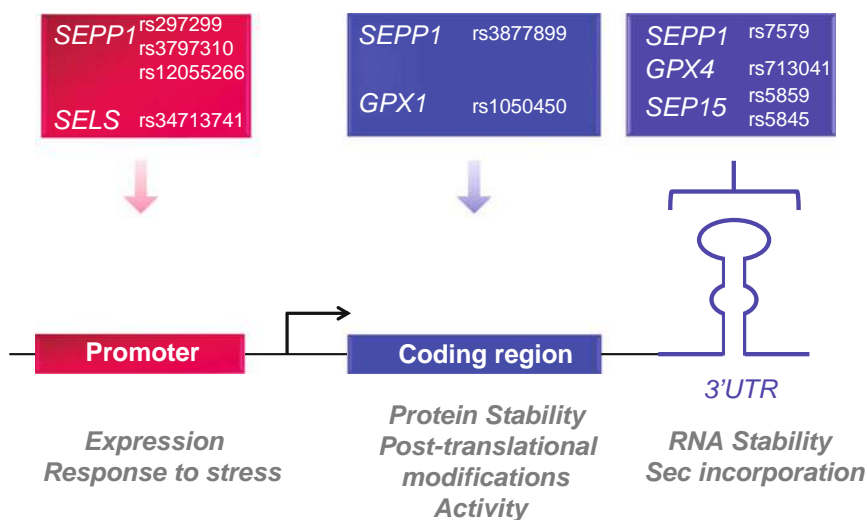 SEPP1 rs297299
rs3797310
rs12055266
SELS rs34713741
SEPP1 rs3877899
GPX1 rs1050450
SEPP1 rs7579
GPX4 rs713041
SEP15 rs5859
rs5845
Promoter
Coding region
3'UTR
Expression
Response to stress
Protein Stability
Post-translational
modifications
Activity
RNA Stability
Sec incorporation